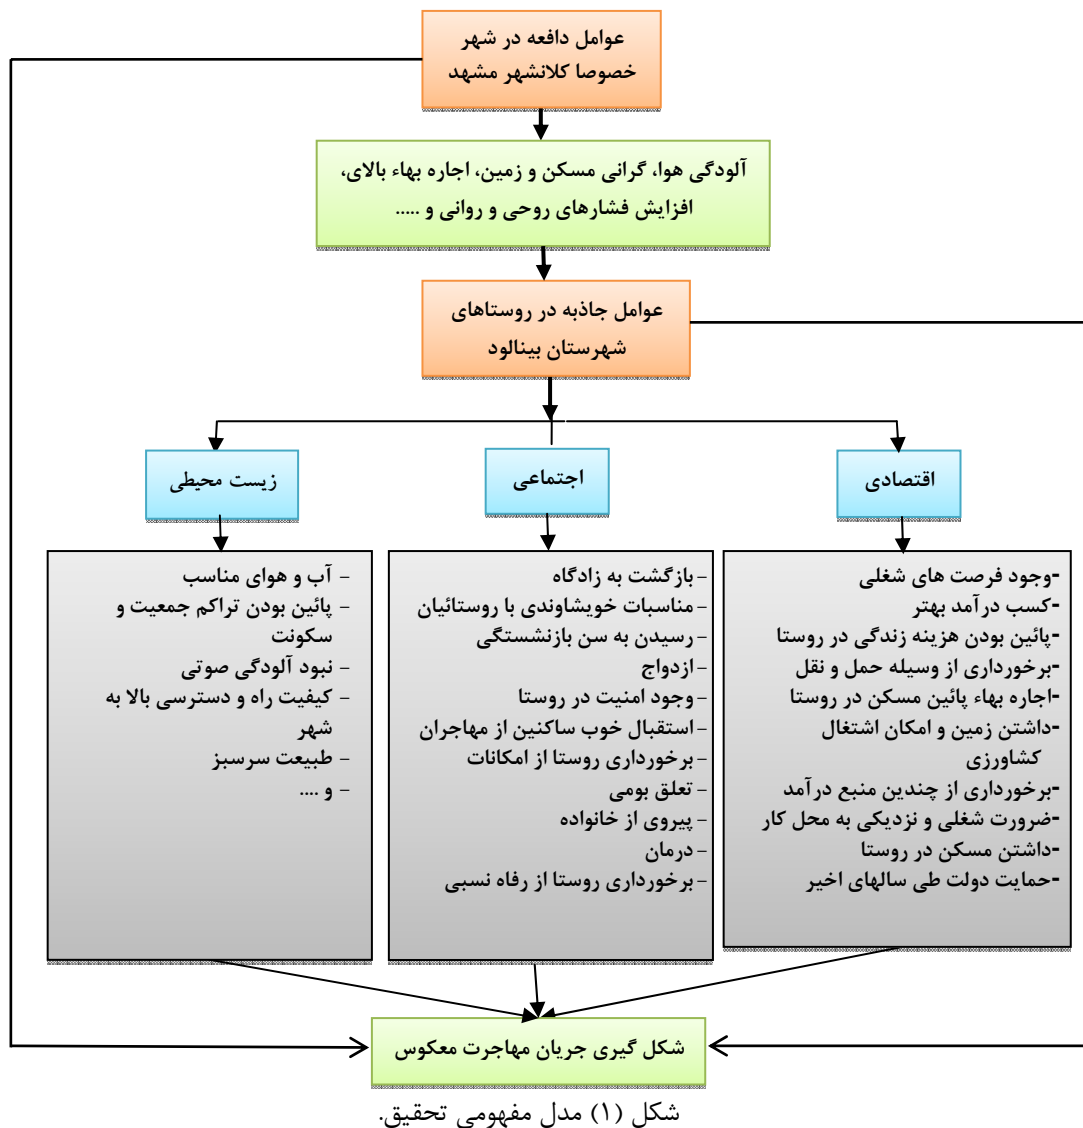 عوامل دافعه در شهر
خصوصا کلانشهر مشهد
آلودگی هوا، گرانی مسکن و زمین، اجاره بهاء بالای،
افزایش فشارهای روحی و روانی و .....
عوامل جاذبه در روستاهای
شهرستان بینالود
اقتصادی
اجتماعی
زیست محیطی
-وجود فرصت های شغلی
-کسب درآمد بهتر
-پائین بودن هزینه زندگی در روستا
-برخورداری از وسیله حمل و نقل
-اجاره بهاء پائین مسکن در روستا
-داشتن زمین و امکان اشتغال
کشاورزی
-برخورداری از چندین منبع درآمد
-ضرورت شغلی و نزدیکی به محل کار
-داشتن مسکن در روستا
-حمایت دولت طی سالهای اخیر
- بازگشت به زادگاه
- مناسبات خویشاوندی با روستائیان
- رسیدن به سن بازنشستگی
- ازدواج
- وجود امنیت در روستا
- استقبال خوب ساکنین از مهاجران
- برخورداری روستا از امکانات
- تعلق بومی
- پیروی از خانواده
- درمان
- برخورداری روستا از رفاه نسبی
- آب و هوای مناسب
- پائین بودن تراکم جمعیت و
سکونت
- نبود آلودگی صوتی
- کیفیت راه و دسترسی بالا به
شهر
- طبیعت سرسبز
- و ....
شکل گیری جریان مهاجرت معکوس
شکل (۱) مدل مفهومی تحقیق.